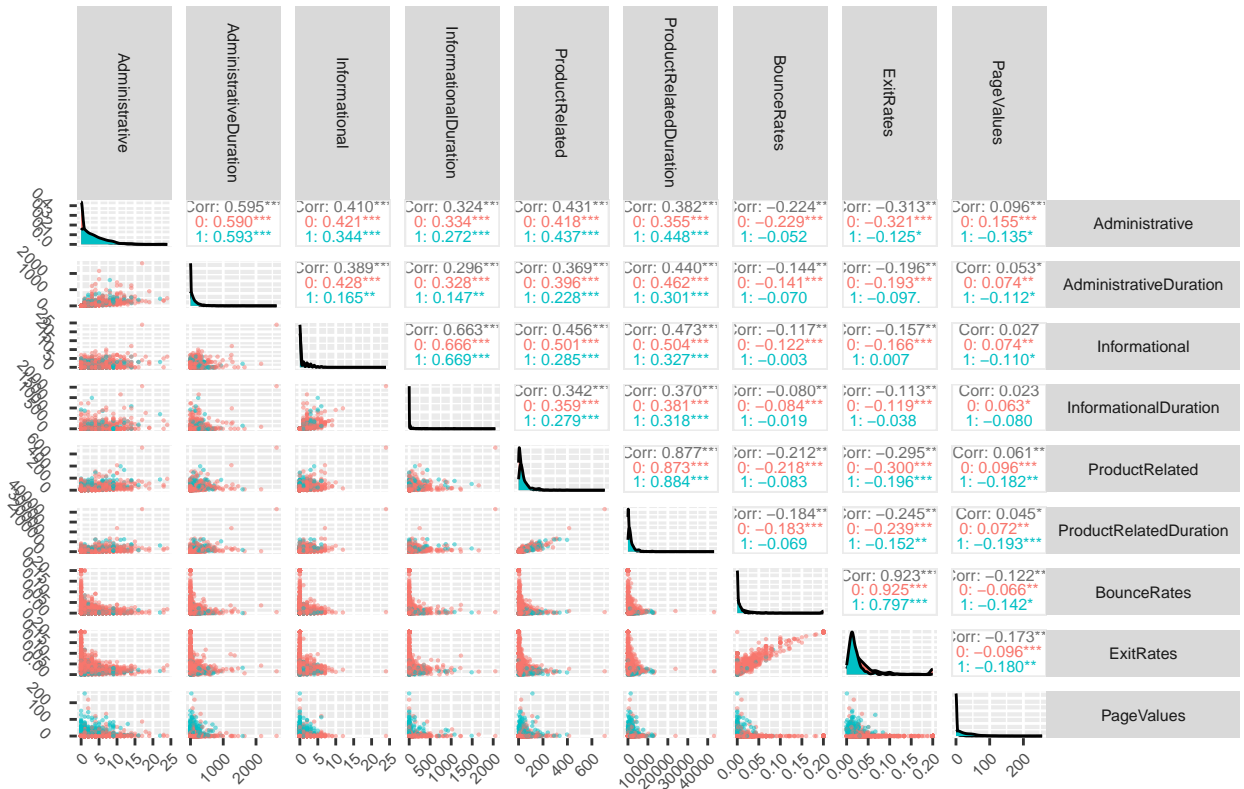 Administrative
AdministrativeDuration
Informational
InformationalDuration
ProductRelated
ProductRelatedDuration
BounceRates
ExitRates
PageValues
Corr: 0.595***
0: 0.590***
1: 0.593***
Corr: 0.410***
0: 0.421***
1: 0.344***
Corr: 0.324***
0: 0.334***
1: 0.272***
Corr: 0.431***
0: 0.418***
1: 0.437***
Corr: 0.382***
0: 0.355***
1: 0.448***
Corr: −0.224***
0: −0.229***
1: −0.052
Corr: −0.313***
0: −0.321***
1: −0.125*
Corr: 0.096***
0: 0.155***
1: −0.135*
Administrative
2000
1000
0
Corr: 0.389***
0: 0.428***
1: 0.165**
Corr: 0.296***
0: 0.328***
1: 0.147**
Corr: 0.369***
0: 0.396***
1: 0.228***
Corr: 0.440***
0: 0.462***
1: 0.301***
Corr: −0.144***
0: −0.141***
1: −0.070
Corr: −0.196***
0: −0.193***
1: −0.097.
Corr: 0.053*
0: 0.074**
1: −0.112*
AdministrativeDuration
Corr: 0.663***
0: 0.666***
1: 0.669***
Corr: 0.456***
0: 0.501***
1: 0.285***
Corr: 0.473***
0: 0.504***
1: 0.327***
Corr: −0.117***
0: −0.122***
1: −0.003
Corr: −0.157***
0: −0.166***
1: 0.007
Corr: 0.027
0: 0.074**
1: −0.110*
Informational
Corr: 0.342***
0: 0.359***
1: 0.279***
Corr: 0.370***
0: 0.381***
1: 0.318***
Corr: −0.080**
0: −0.084***
1: −0.019
Corr: −0.113***
0: −0.119***
1: −0.038
Corr: 0.023
0: 0.063*
1: −0.080
InformationalDuration
600
400
200
0
Corr: 0.877***
0: 0.873***
1: 0.884***
Corr: −0.212***
0: −0.218***
1: −0.083
Corr: −0.295***
0: −0.300***
1: −0.196***
Corr: 0.061**
0: 0.096***
1: −0.182**
ProductRelated
Corr: −0.184***
0: −0.183***
1: −0.069
Corr: −0.245***
0: −0.239***
1: −0.152**
Corr: 0.045*
0: 0.072**
1: −0.193***
ProductRelatedDuration
Corr: 0.923***
0: 0.925***
1: 0.797***
Corr: −0.122***
0: −0.066**
1: −0.142*
BounceRates
Corr: −0.173***
0: −0.096***
1: −0.180**
ExitRates
200
100
0
PageValues
0 5 10 15 20 25
0 1000 2000
0 5 10 15 20 25
0 500 1000 1500 2000
0 200 400 600
0 10000 20000 30000 40000
0.00 0.05 0.10 0.15 0.20
0.00 0.05 0.10 0.15 0.20
0 100 200